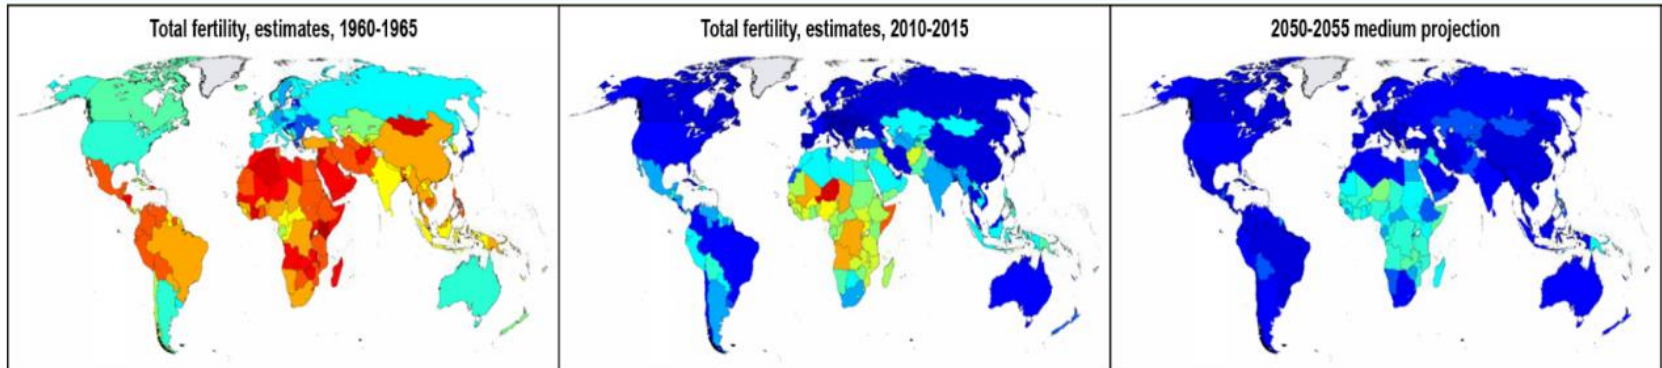 Total fertility, estimates, 1960-1965
Total fertility, estimates, 2010-2015
2050-2055 medium projection